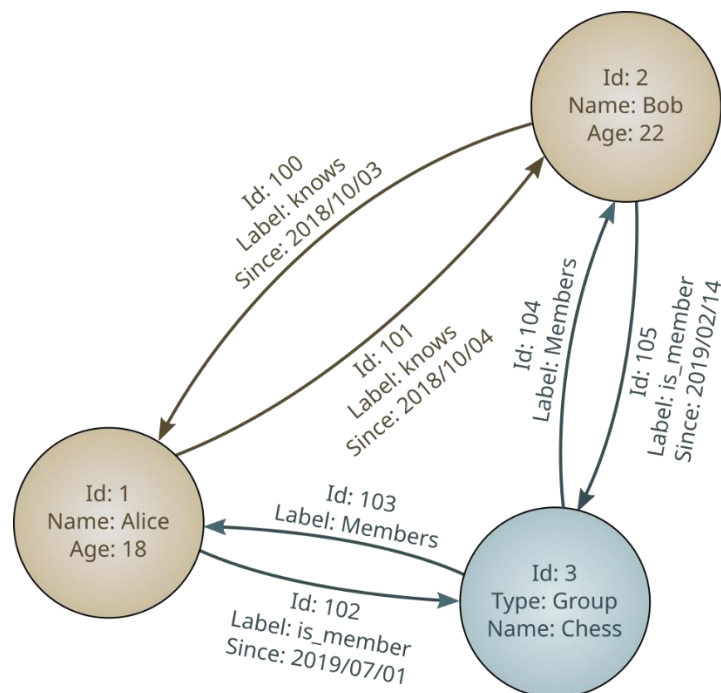 Id: 2
Name: Bob
Age: 22
Id: 100
Label: knows
Since: 2018/10/03
Id: 101
Label: knows
Since: 2018/10/04
Id: 104
Label: Members
Id: 105
Label: is_member
Since: 2019/02/14
Id: 1
Name: Alice
Age: 18
Id: 103
Label: Members
Id: 102
Label: is_member
Since: 2019/07/01
Id: 3
Type: Group
Name: Chess